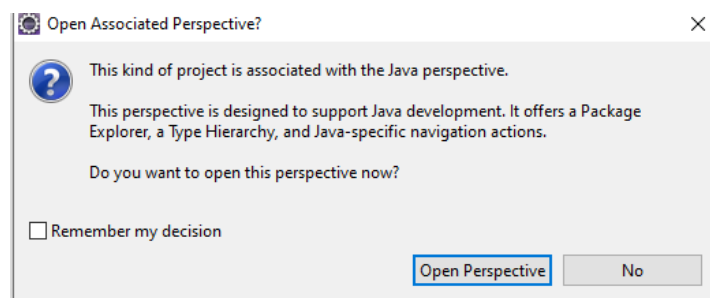 Open Associated Perspective?
This kind of project is associated with the Java perspective.
This perspective is designed to support Java development. It offers a Package
Explorer, a Type Hierarchy, and Java-specific navigation actions.
Do you want to open this perspective now?
Remember my decision
Open Perspective
No